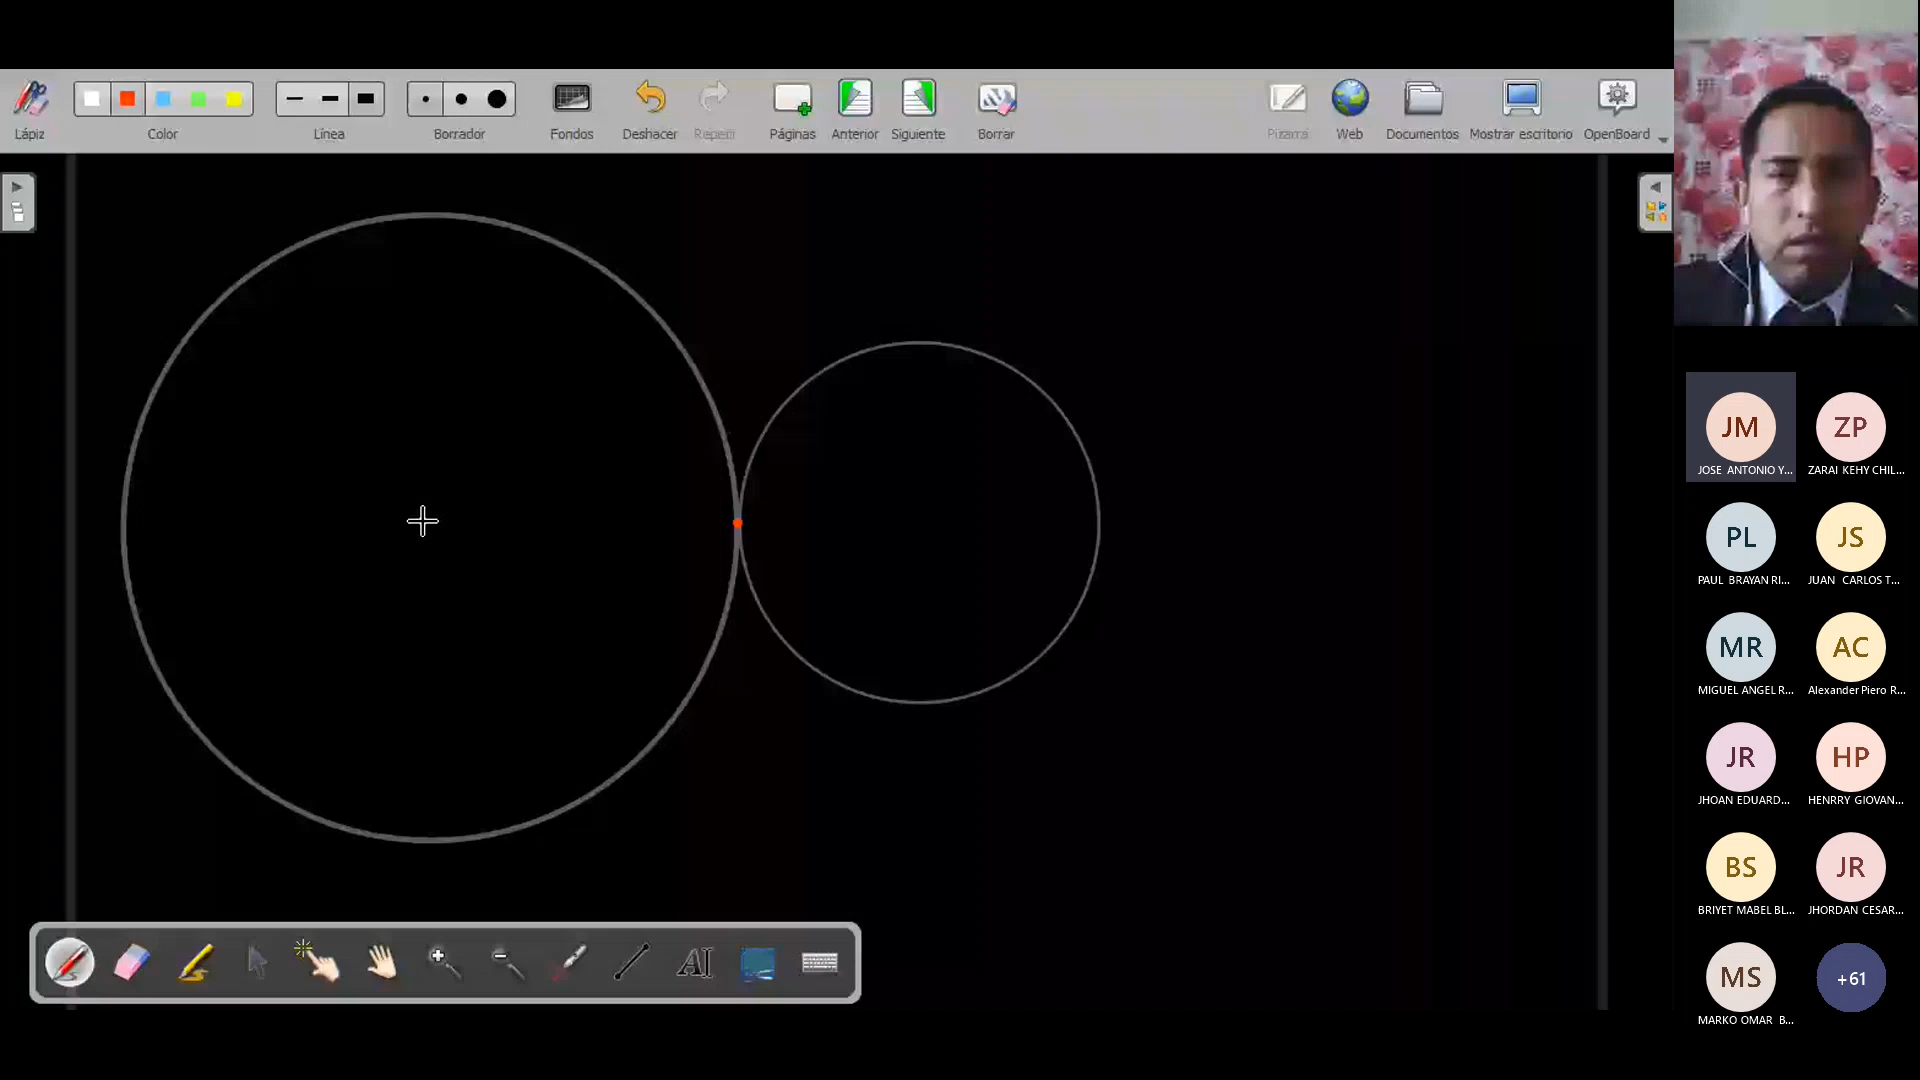 Lápiz
Color
Línea
Borrador
Fondos
Deshacer
Repetir
Páginas
Anterior
Siguiente
Borrar
Pizarra
Web
Documentos
Mostrar escritorio
OpenBoard
AI
JM
JOSE ANTONIO Y...
ZP
ZARAI KEHY CHIL...
PL
PAUL BRAYAN RI...
JS
JUAN CARLOS T...
MR
MIGUEL ANGEL R...
AC
Alexander Piero R...
JR
JHOAN EDUARD...
HP
HENRRY GIOVAN...
BS
BRIYET MABEL BL...
JR
JHORDAN CESAR...
MS
MARKO OMAR B...
+61